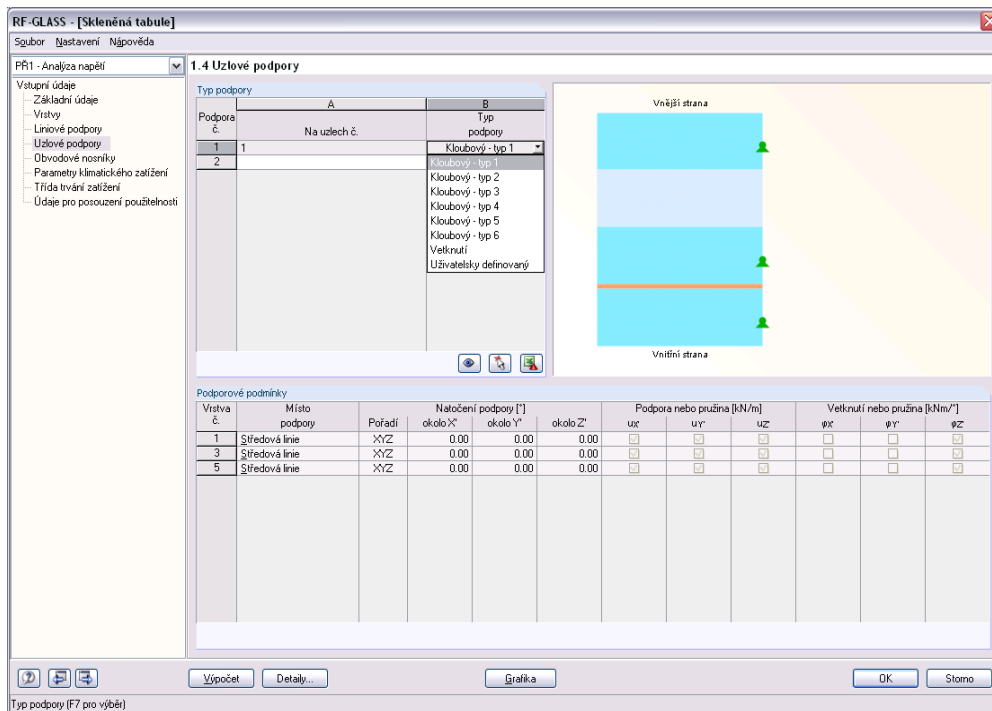 RF-GLASS - [Skleněná tabule]
Soubor Nastavení Nápověda
PŘ1 - Analýza napětí
1.4 Uzlové podpory
Vstupní údaje
Základní údaje
Vrstvy
Liniové podpory
Uzlové podpory
Obvodové nosníky
Parametry klimatického zatížení
Třída trvání zatížení
Údaje pro posouzení použitelnosti
Typ podpory
A B
Podpora č. Na uzlech č. Typ podpory
1 1 Kloubový - typ 1
2
Kloubový - typ 1
Kloubový - typ 2
Kloubový - typ 3
Kloubový - typ 4
Kloubový - typ 5
Kloubový - typ 6
Vetknutí
Uživatelsky definovaný
Vnější strana
Vnitřní strana
Podporové podmínky
Vrstva Místo Natočení podpory [°] Podpora nebo pružina [kN/m] Vetknutí nebo pružina [kNm/°]
č. podpory Pořadí okolo X' okolo Y' okolo Z' uX' uY' uZ' φX' φY' φZ'
1 Středová linie XYZ 0.00 0.00 0.00
3 Středová linie XYZ 0.00 0.00 0.00
5 Středová linie XYZ 0.00 0.00 0.00
Výpočet Detaily... Grafika OK Storno
Typ podpory (F7 pro výběr)